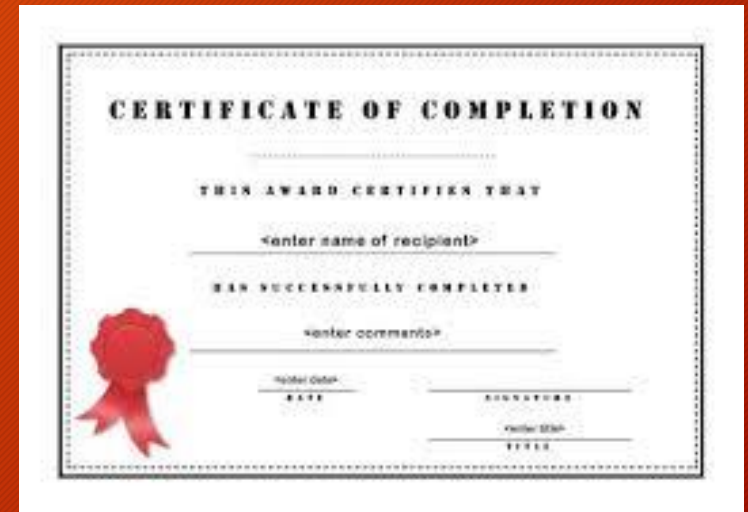 CERTIFICATE OF COMPLETION
THIS AWARD CERTIFIES THAT
<enter name of recipient>
HAS SUCCESSFULLY COMPLETED
<enter comments>
<enter date>
DATE
SIGNATURE
<enter title>
TITLE